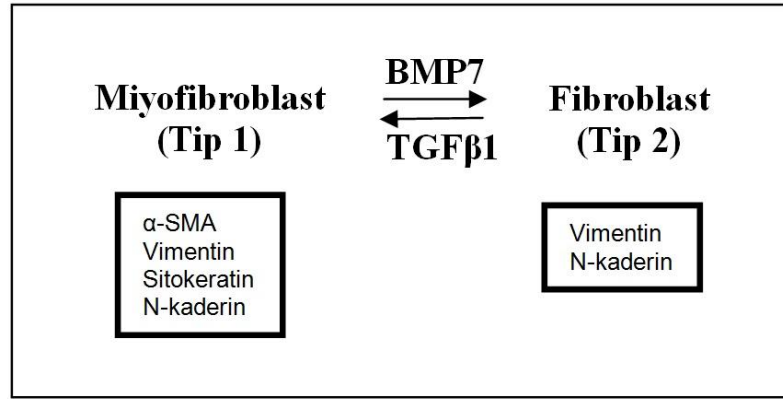 BMP7
Miyofibroblast
(Tip 1)
TGFβ1
Fibroblast
(Tip 2)
α-SMA
Vimentin
Sitokeratin
N-kaderin
Vimentin
N-kaderin